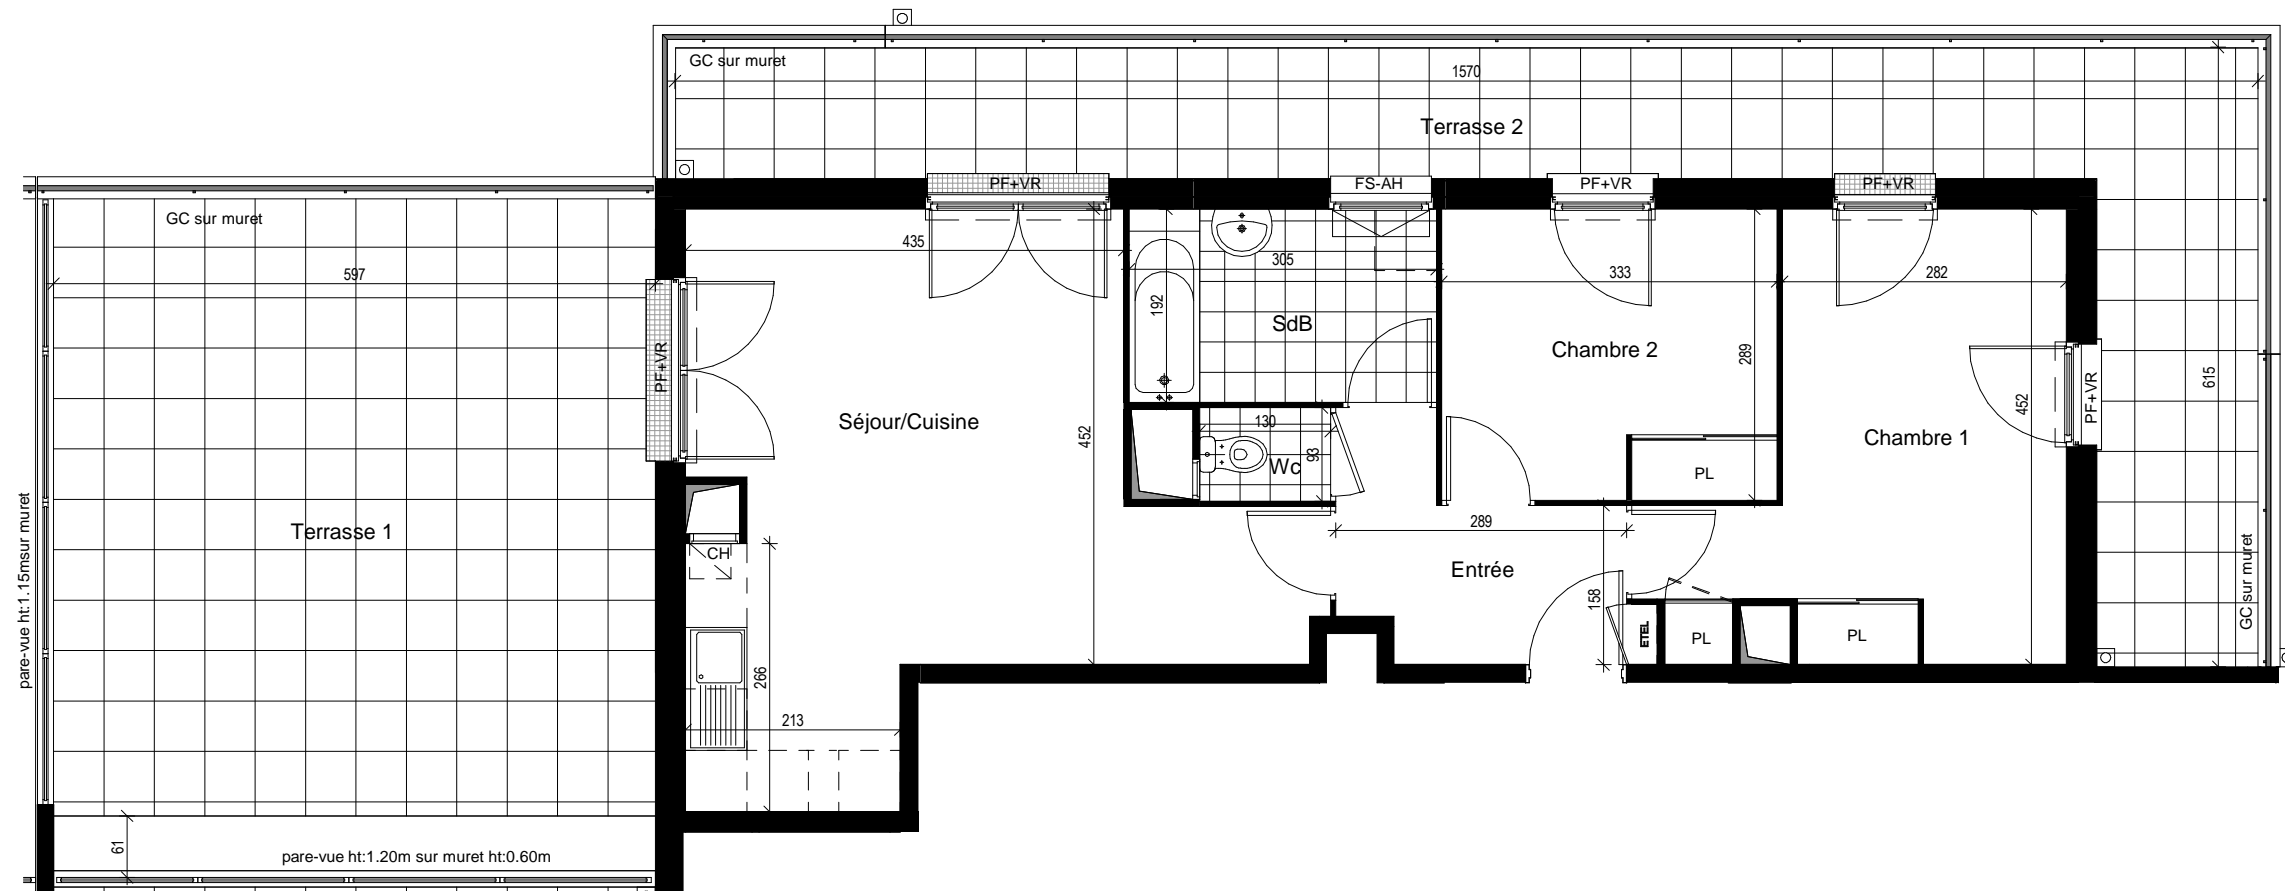 GC sur muret
1570
Terrasse 2
PF+VR
FS-AH
PF+VR
PF+VR
GC sur muret
597
435
305
333
282
192
SdB
Chambre 2
289
615
PF+VR
PF+VR
452
Séjour/Cuisine
452
130
93
Wc
Chambre 1
PL
pare-vue ht:1.15msur muret
Terrasse 1
289
CH
Entrée
158
GC sur muret
ETEL
PL
PL
266
213
61
pare-vue ht:1.20m sur muret ht:0.60m